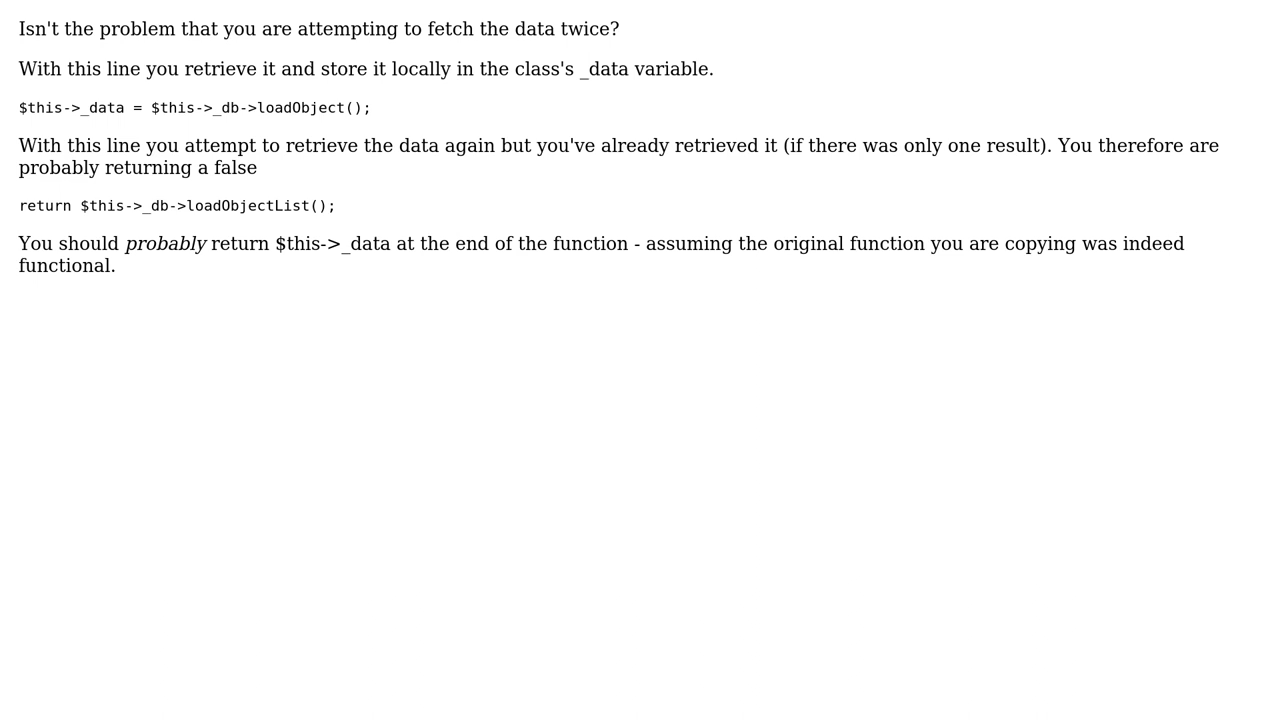 Isn't the problem that you are attempting to fetch the data twice?
With this line you retrieve it and store it locally in the class's _data variable.
$this->_data = $this->_db->loadObject();
With this line you attempt to retrieve the data again but you've already retrieved it (if there was only one result). You therefore are
probably returning a false
return $this->_db->loadObjectList();
You should probably return $this->_data at the end of the function - assuming the original function you are copying was indeed
functional.